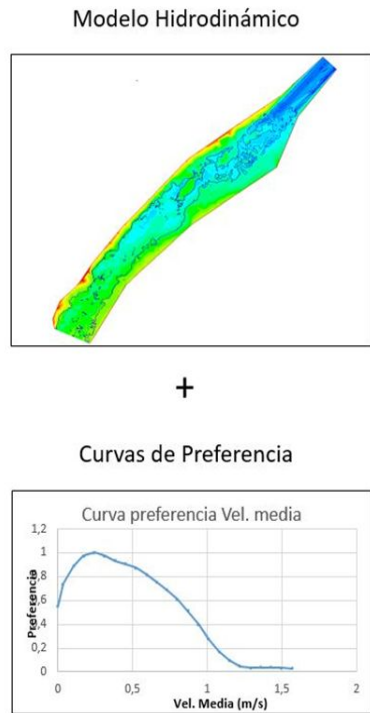 Modelo Hidrodinámico
+
Curvas de Preferencia
Curva preferencia Vel. media
Preferencia
1,2
1
0,8
0,6
0,4
0,2
0
0 0,5 1 1,5 2
Vel. Media (m/s)